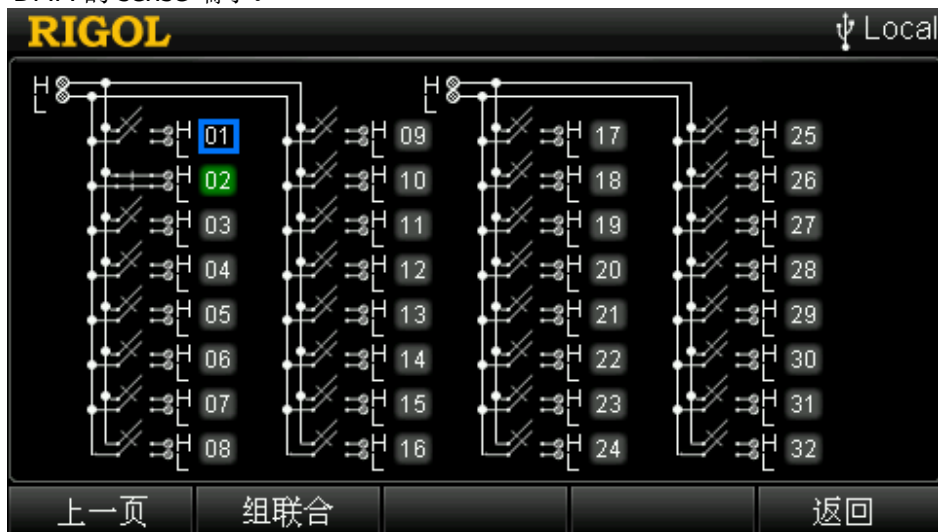 RIGOL Local
H H
L L
H 01 H 09 H 17 H 25
L L L L
H 02 H 10 H 18 H 26
L L L L
H 03 H 11 H 19 H 27
L L L L
H 04 H 12 H 20 H 28
L L L L
H 05 H 13 H 21 H 29
L L L L
H 06 H 14 H 22 H 30
L L L L
H 07 H 15 H 23 H 31
L L L L
H 08 H 16 H 24 H 32
L L L L
上一页 组联合 返回